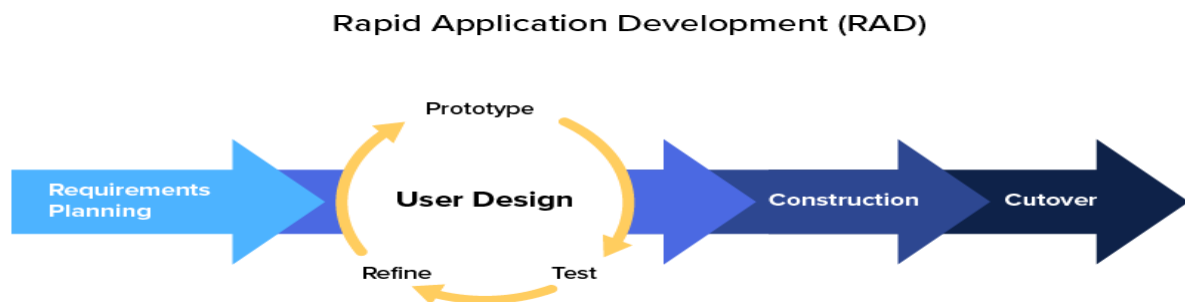 Rapid Application Development (RAD)
Prototype
Requirements
Planning
User Design
Construction
Cutover
Refine
Test